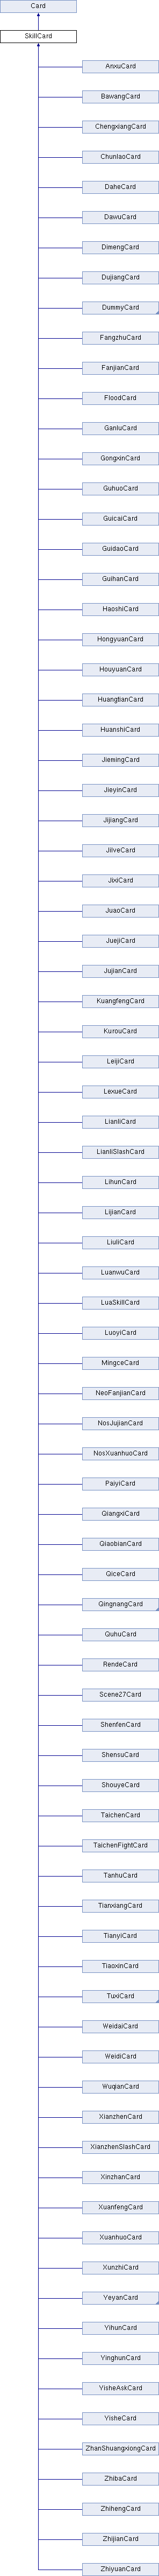 Card
SkillCard
AnxuCard
BawangCard
ChengxiangCard
ChunlaoCard
DaheCard
DawuCard
DimengCard
DujiangCard
DummyCard
FangzhuCard
FanjianCard
FloodCard
GanluCard
GongxinCard
GuhuoCard
GuicaiCard
GuidaoCard
GuihanCard
HaoshiCard
HongyuanCard
HouyuanCard
HuangtianCard
HuanshiCard
JiemingCard
JieyinCard
JijiangCard
JilveCard
JixiCard
JuaoCard
JuejiCard
JujianCard
KuangfengCard
KurouCard
LeijiCard
LexueCard
LianliCard
LianliSlashCard
LihunCard
LijianCard
LiuliCard
LuanwuCard
LuaSkillCard
LuoyiCard
MingceCard
NeoFanjianCard
NosJujianCard
NosXuanhuoCard
PaiyiCard
QiangxiCard
QiaobianCard
QiceCard
QingnangCard
QuhuCard
RendeCard
Scene27Card
ShenfenCard
ShensuCard
ShouyeCard
TaichenCard
TaichenFightCard
TanhuCard
TianxiangCard
TianyiCard
TiaoxinCard
TuxiCard
WeidaiCard
WeidiCard
WuqianCard
XianzhenCard
XianzhenSlashCard
XinzhanCard
XuanfengCard
XuanhuoCard
XunzhiCard
YeyanCard
YihunCard
YinghunCard
YisheAskCard
YisheCard
ZhanShuangxiongCard
ZhibaCard
ZhihengCard
ZhijianCard
ZhiyuanCard